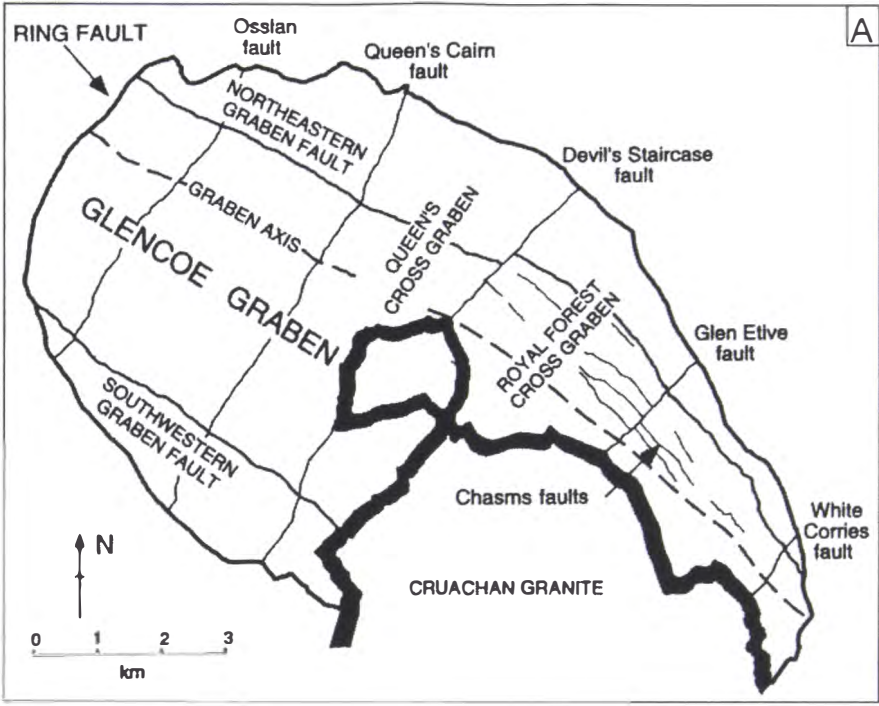 A
RING FAULT
Ossian
fault
Queen's Cairn
fault
NORTHEASTERN
GRABEN FAULT
Devil's Staircase
fault
GRABEN AXIS
QUEEN'S
CROSS GRABEN
GLENCOE GRABEN
ROYAL FOREST
CROSS GRABEN
Glen Etive
fault
SOUTHWESTERN
GRABEN FAULT
Chasms faults
White
Corries
fault
N
CRUACHAN GRANITE
0 1 2 3
km